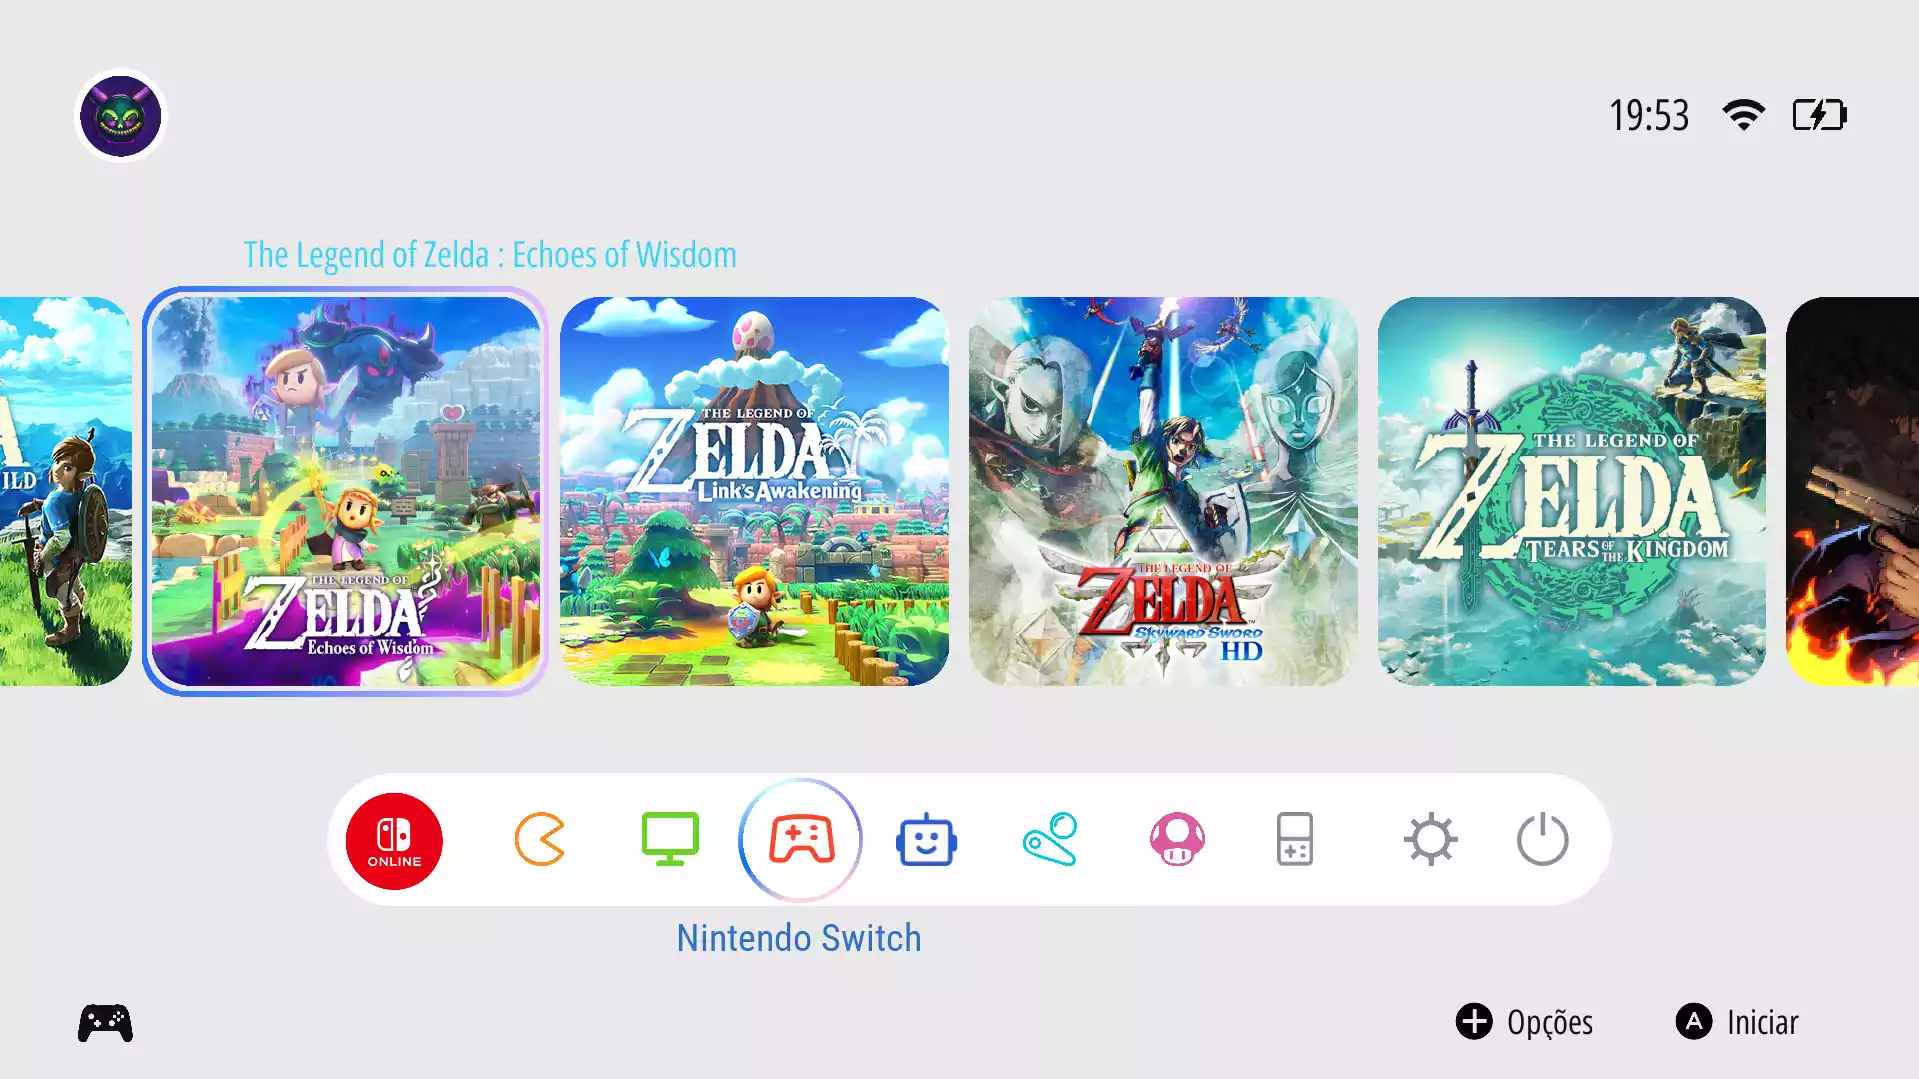 19:53
The Legend of Zelda : Echoes of Wisdom
ILD
THE LEGEND OF
ZELDA
Echoes of Wisdom
THE LEGEND OF
ZELDA
Link's Awakening
THE LEGEND OF
ZELDA™
SKYWARD SWORD
HD
THE LEGEND OF
ZELDA
TEARS OF THE KINGDOM
ONLINE
Nintendo Switch
Opções
A
Iniciar